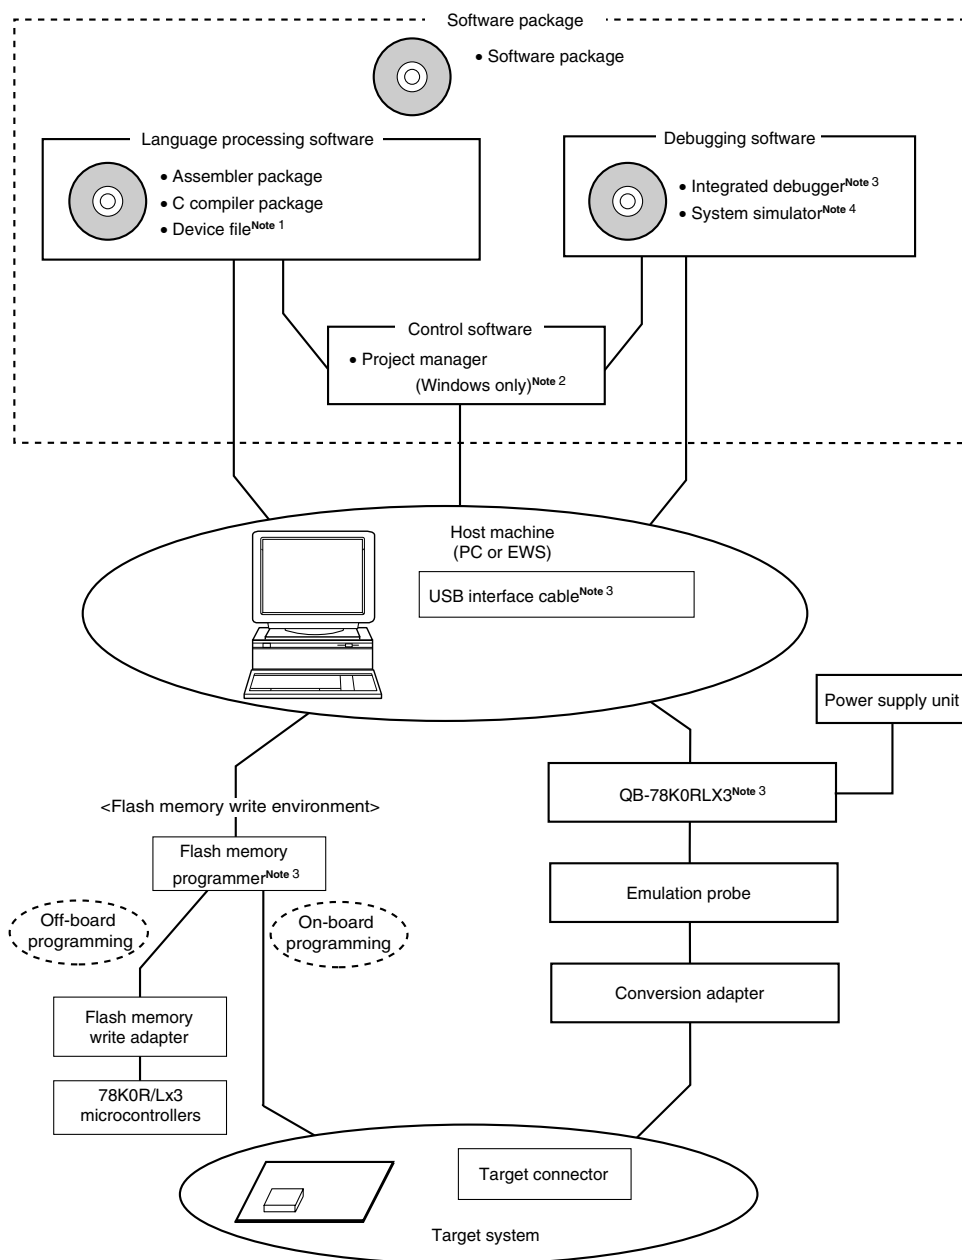 Software package
• Software package
Language processing software
• Assembler package
• C compiler package
• Device fileNote 1
Debugging software
• Integrated debuggerNote 3
• System simulatorNote 4
Control software
• Project manager
(Windows only)Note 2
Host machine
(PC or EWS)
USB interface cableNote 3
Power supply unit
QB-78K0RLX3Note 3
<Flash memory write environment>
Flash memory
programmerNote 3
Emulation probe
Off-board
programming
On-board
programming
Conversion adapter
Flash memory
write adapter
78K0R/Lx3
microcontrollers
Target connector
Target system